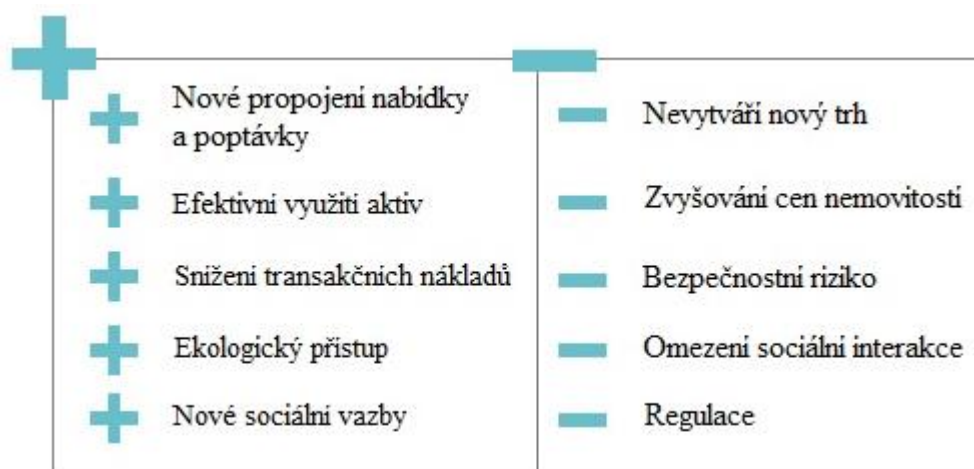 Nové propojení nabídky
a poptávky
Efektivní využití aktiv
Snížení transakčních nákladů
Ekologický přístup
Nové sociální vazby
Nevytváří nový trh
Zvyšování cen nemovitostí
Bezpečnostní riziko
Omezení sociální interakce
Regulace